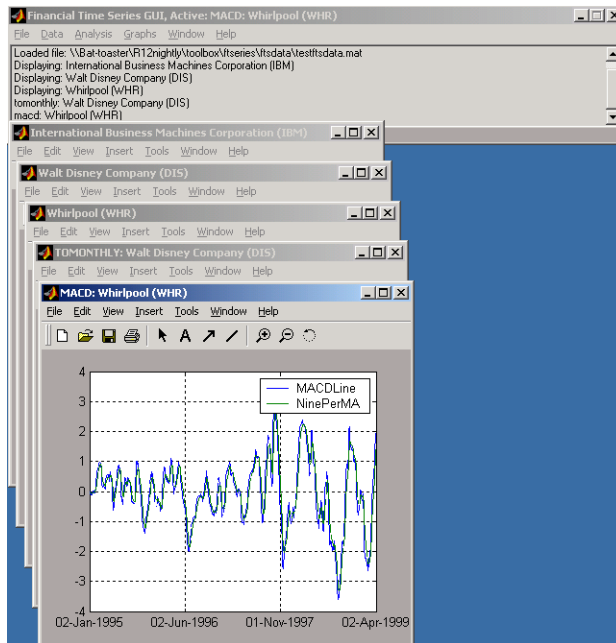 Financial Time Series GUI, Active: MACD: Whirlpool (WHR)
File Data Analysis Graphs Window Help
Loaded file: \\Bat-toaster\R12nightly\toolbox\ftseries\ftsdata\testftsdata.mat
Displaying: International Business Machines Corporation (IBM)
Displaying: Walt Disney Company (DIS)
Displaying: Whirlpool (WHR)
tomonthly: Walt Disney Company (DIS)
macd: Whirlpool (WHR)
International Business Machines Corporation (IBM)
File Edit View Insert Tools Window Help
Walt Disney Company (DIS)
File Edit View Insert Tools Window Help
Whirlpool (WHR)
File Edit View Insert Tools Window Help
TOMONTHLY: Walt Disney Company (DIS)
File Edit View Insert Tools Window Help
MACD: Whirlpool (WHR)
File Edit View Insert Tools Window Help
A
MACDLine
NinePerMA
4
3
2
1
0
-1
-2
-3
-4
02-Jan-1995 02-Jun-1996 01-Nov-1997 02-Apr-1999